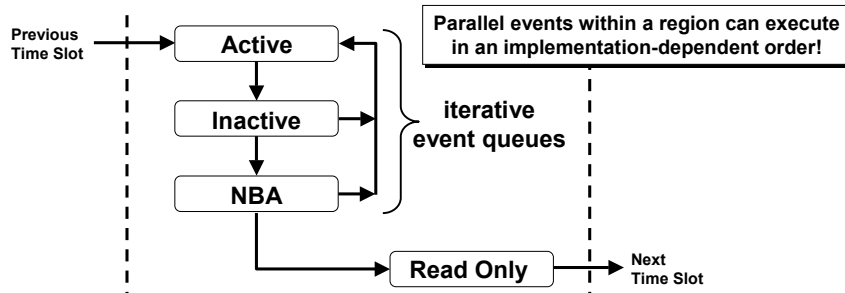 Parallel events within a region can execute
in an implementation-dependent order!
Previous
Time Slot
Active
Inactive
NBA
iterative
event queues
Read Only
Next
Time Slot